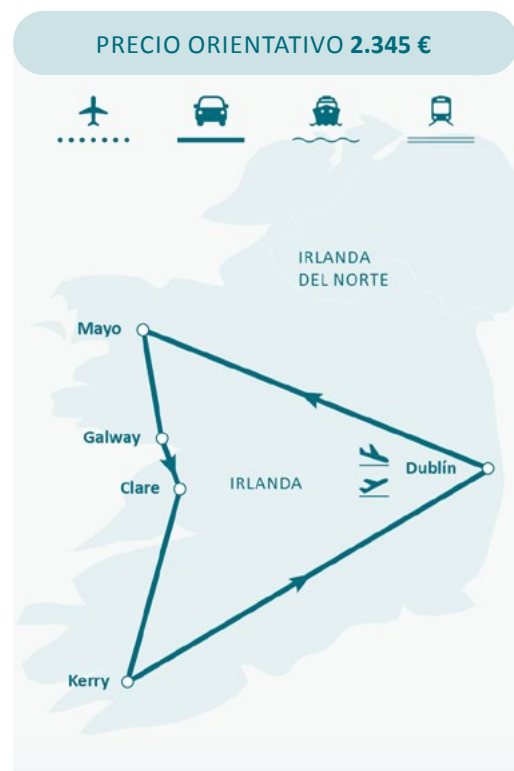 PRECIO ORIENTATIVO 2.345 €
IRLANDA
DEL NORTE
Mayo
Galway
Dublín
Clare
IRLANDA
Kerry